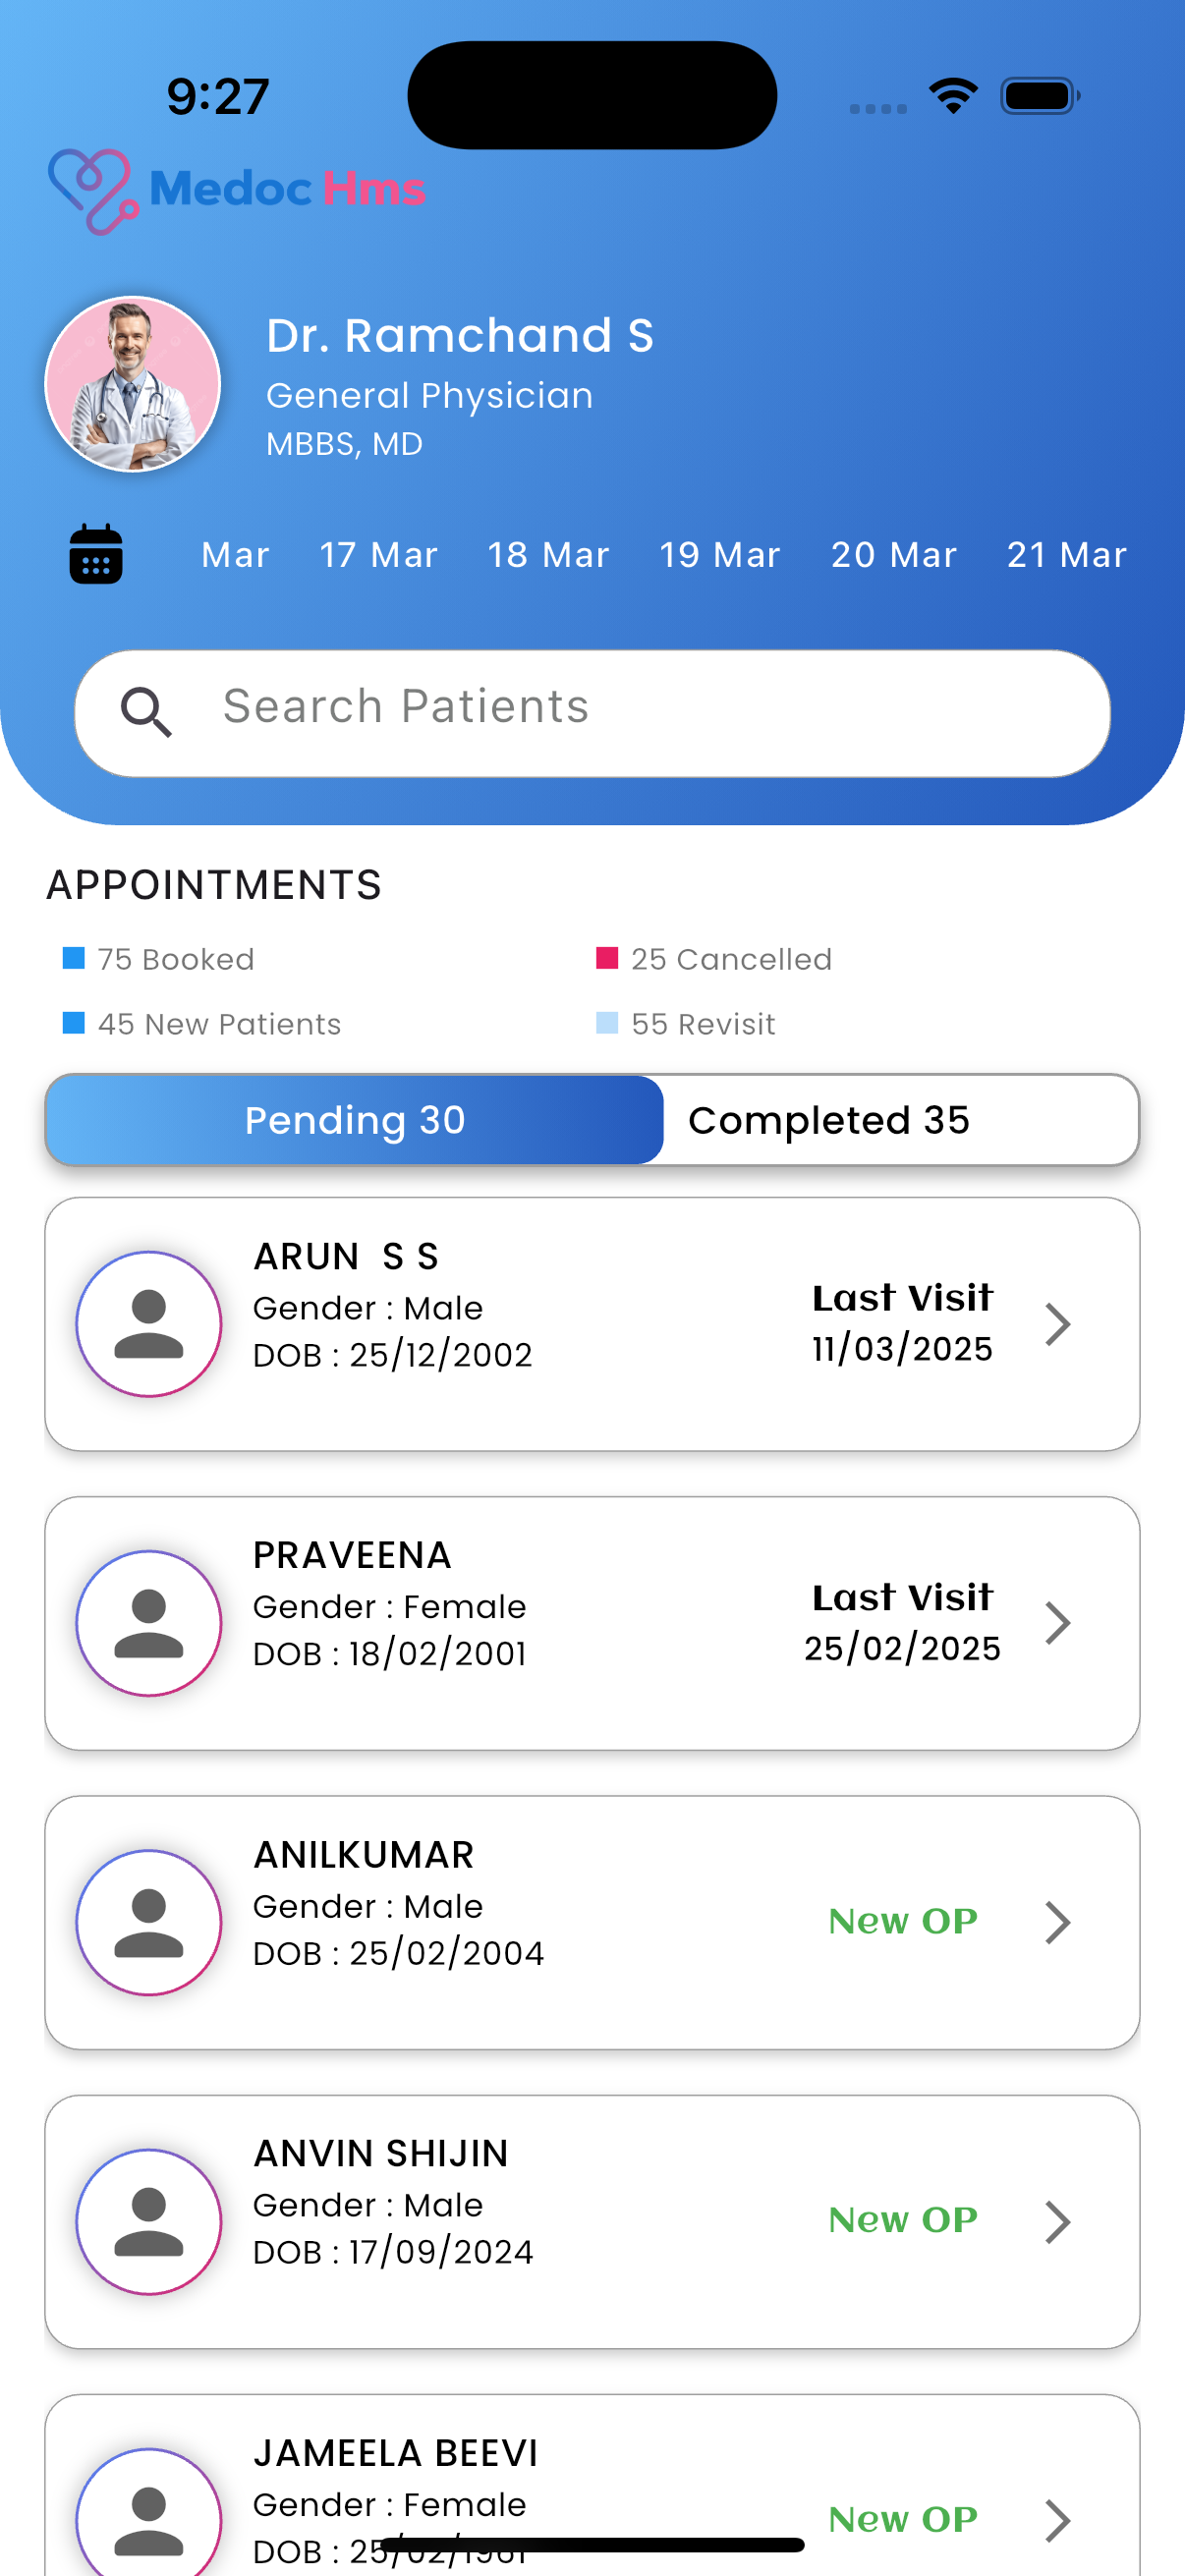 9:27
Medoc Hms
Dr. Ramchand S
General Physician
MBBS, MD
Mar 17 Mar 18 Mar 19 Mar 20 Mar 21 Mar
Search Patients
APPOINTMENTS
75 Booked 25 Cancelled
45 New Patients 55 Revisit
Pending 30 Completed 35
ARUN  S S
Gender : Male
DOB : 25/12/2002
Last Visit
11/03/2025
PRAVEENA
Gender : Female
DOB : 18/02/2001
Last Visit
25/02/2025
ANILKUMAR
Gender : Male
DOB : 25/02/2004
New OP
ANVIN SHIJIN
Gender : Male
DOB : 17/09/2024
New OP
JAMEELA BEEVI
Gender : Female
DOB :
New OP